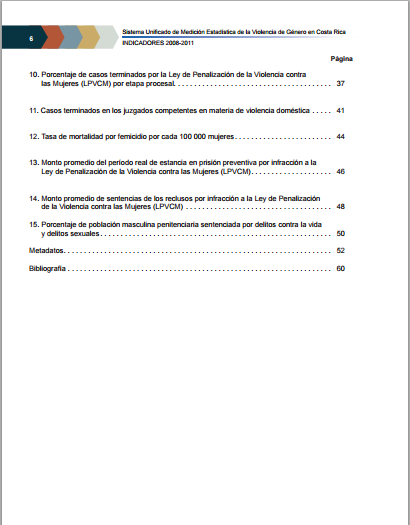 6
Sistema Unificado de Medición Estadística de la Violencia de Género en Costa Rica
INDICADORES 2008-2011
Página
10. Porcentaje de casos terminados por la Ley de Penalización de la Violencia contra
las Mujeres (LPVCM) por etapa procesal. . . . . . . . . . . . . . . . . . . . . . . . . . . . . . . . . . . 37
11. Casos terminados en los juzgados competentes en materia de violencia doméstica . . . . . 41
12. Tasa de mortalidad por femicidio por cada 100 000 mujeres . . . . . . . . . . . . . . . . . . . . . . 44
13. Monto promedio del período real de estancia en prisión preventiva por infracción a la
Ley de Penalización de la Violencia contra las Mujeres (LPVCM). . . . . . . . . . . . . . . . . . 46
14. Monto promedio de sentencias de los reclusos por infracción a la Ley de Penalización
de la Violencia contra las Mujeres (LPVCM) . . . . . . . . . . . . . . . . . . . . . . . . . . . . . . . . . 48
15. Porcentaje de población masculina penitenciaria sentenciada por delitos contra la vida
y delitos sexuales . . . . . . . . . . . . . . . . . . . . . . . . . . . . . . . . . . . . . . . . . . . . . . . . . . . 50
Metadatos. . . . . . . . . . . . . . . . . . . . . . . . . . . . . . . . . . . . . . . . . . . . . . . . . . . . . . . . . . . 52
Bibliografía . . . . . . . . . . . . . . . . . . . . . . . . . . . . . . . . . . . . . . . . . . . . . . . . . . . . . . . . . . 60